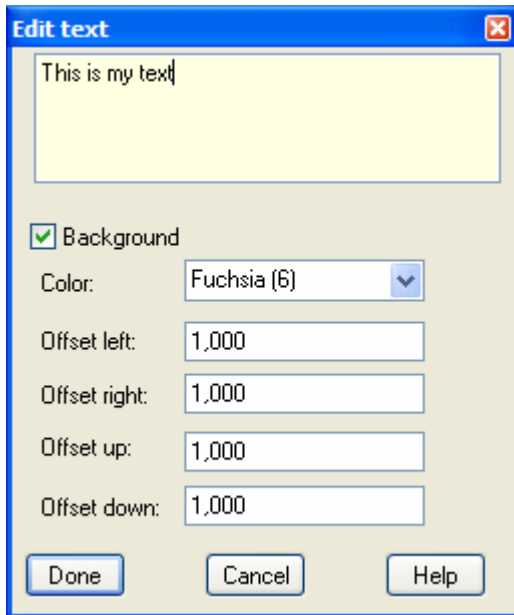 Edit text
This is my text
Background
Color: Fuchsia (6)
Offset left: 1,000
Offset right: 1,000
Offset up: 1,000
Offset down: 1,000
Done Cancel Help